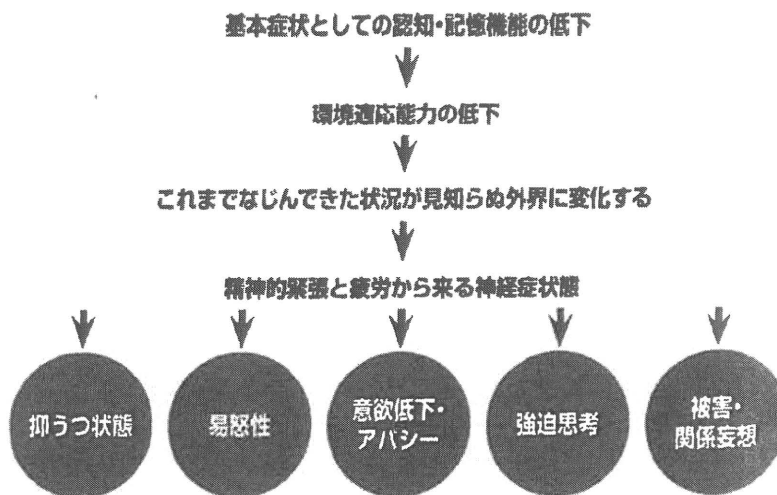 基本症状としての認知・記憶機能の低下
環境適応能力の低下
これまでなじんできた状況が見知らぬ外界に変化する
精神的緊張と疲労から来る神経症状態
抑うつ状態
易怒性
意欲低下・
アパシー
強迫思考
被害・
関係妄想